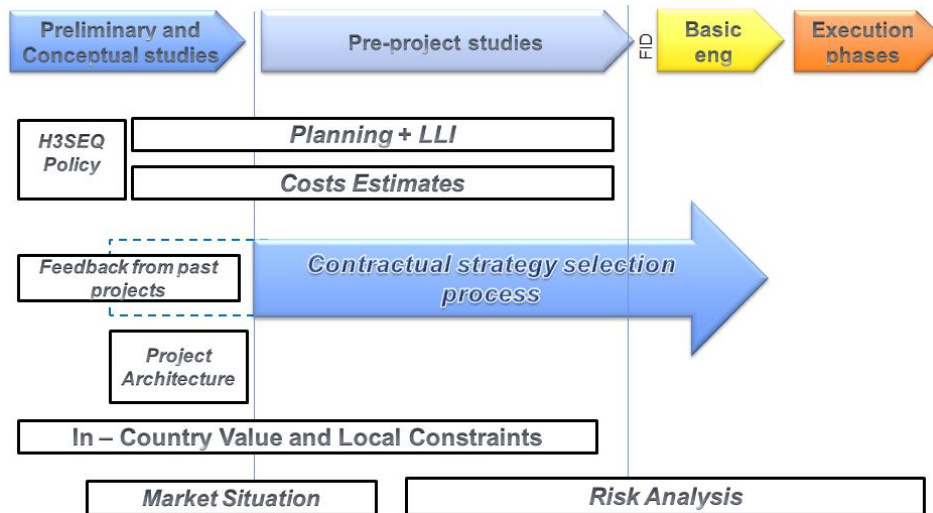 Preliminary and
Conceptual studies
Pre-project studies
FID
Basic
eng
Execution
phases
H3SEQ
Policy
Planning + LLI
Costs Estimates
Feedback from past
projects
Contractual strategy selection
process
Project
Architecture
In – Country Value and Local Constraints
Market Situation
Risk Analysis